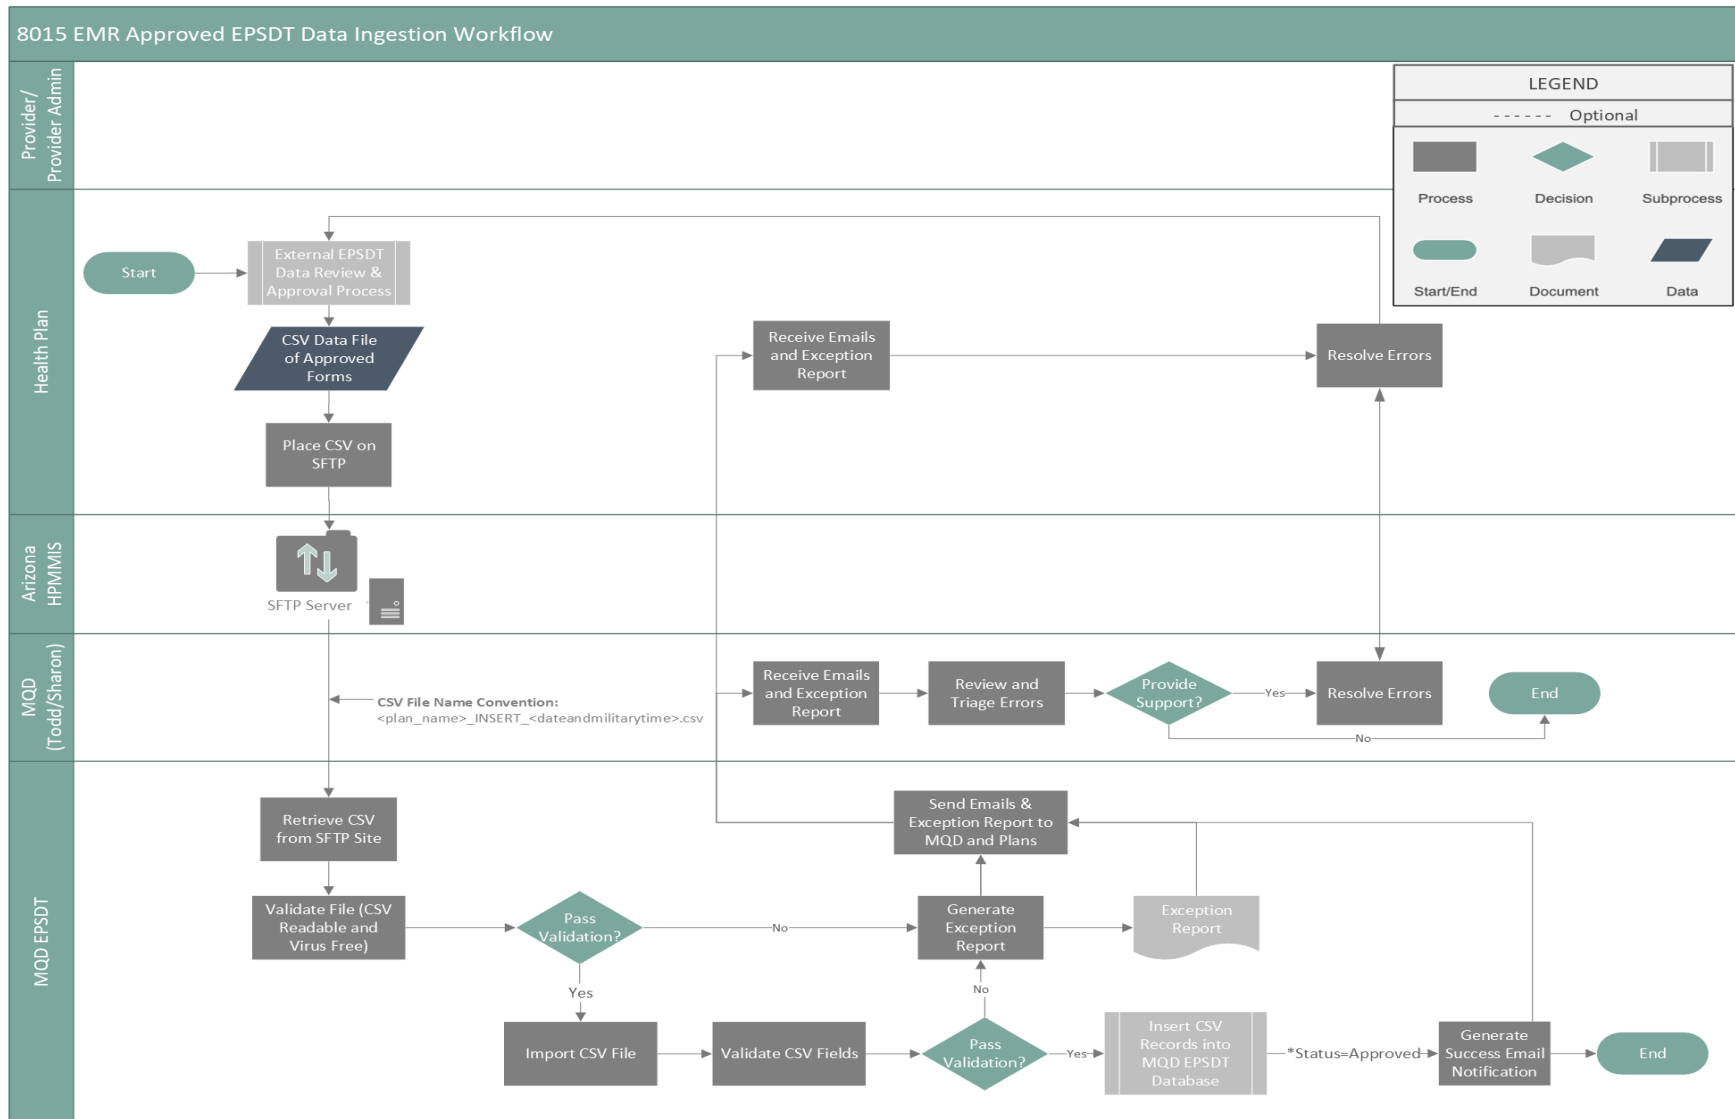 8015 EMR Approved EPSDT Data Ingestion Workflow
Provider/
Provider Admin
LEGEND
------ Optional
Process
Decision
Subprocess
Start/End
Document
Data
Health Plan
Start
External EPSDT
Data Review &
Approval Process
CSV Data File
of Approved
Forms
Place CSV on
SFTP
Receive Emails
and Exception
Report
Resolve Errors
Arizona
HPMMIS
SFTP Server
MQD
(Todd/Sharon)
CSV File Name Convention:
<plan_name>_INSERT_<dateandmilitarytime>.csv
Receive Emails
and Exception
Report
Review and
Triage Errors
Provide
Support?
Yes
Resolve Errors
End
No
MQD EPSDT
Retrieve CSV
from SFTP Site
Send Emails &
Exception Report to
MQD and Plans
Validate File (CSV
Readable and
Virus Free)
Pass
Validation?
No
Generate
Exception
Report
Exception
Report
Yes
No
Import CSV File
Validate CSV Fields
Pass
Validation?
Yes
Insert CSV
Records into
MQD EPSDT
Database
*Status=Approved
Generate
Success Email
Notification
End